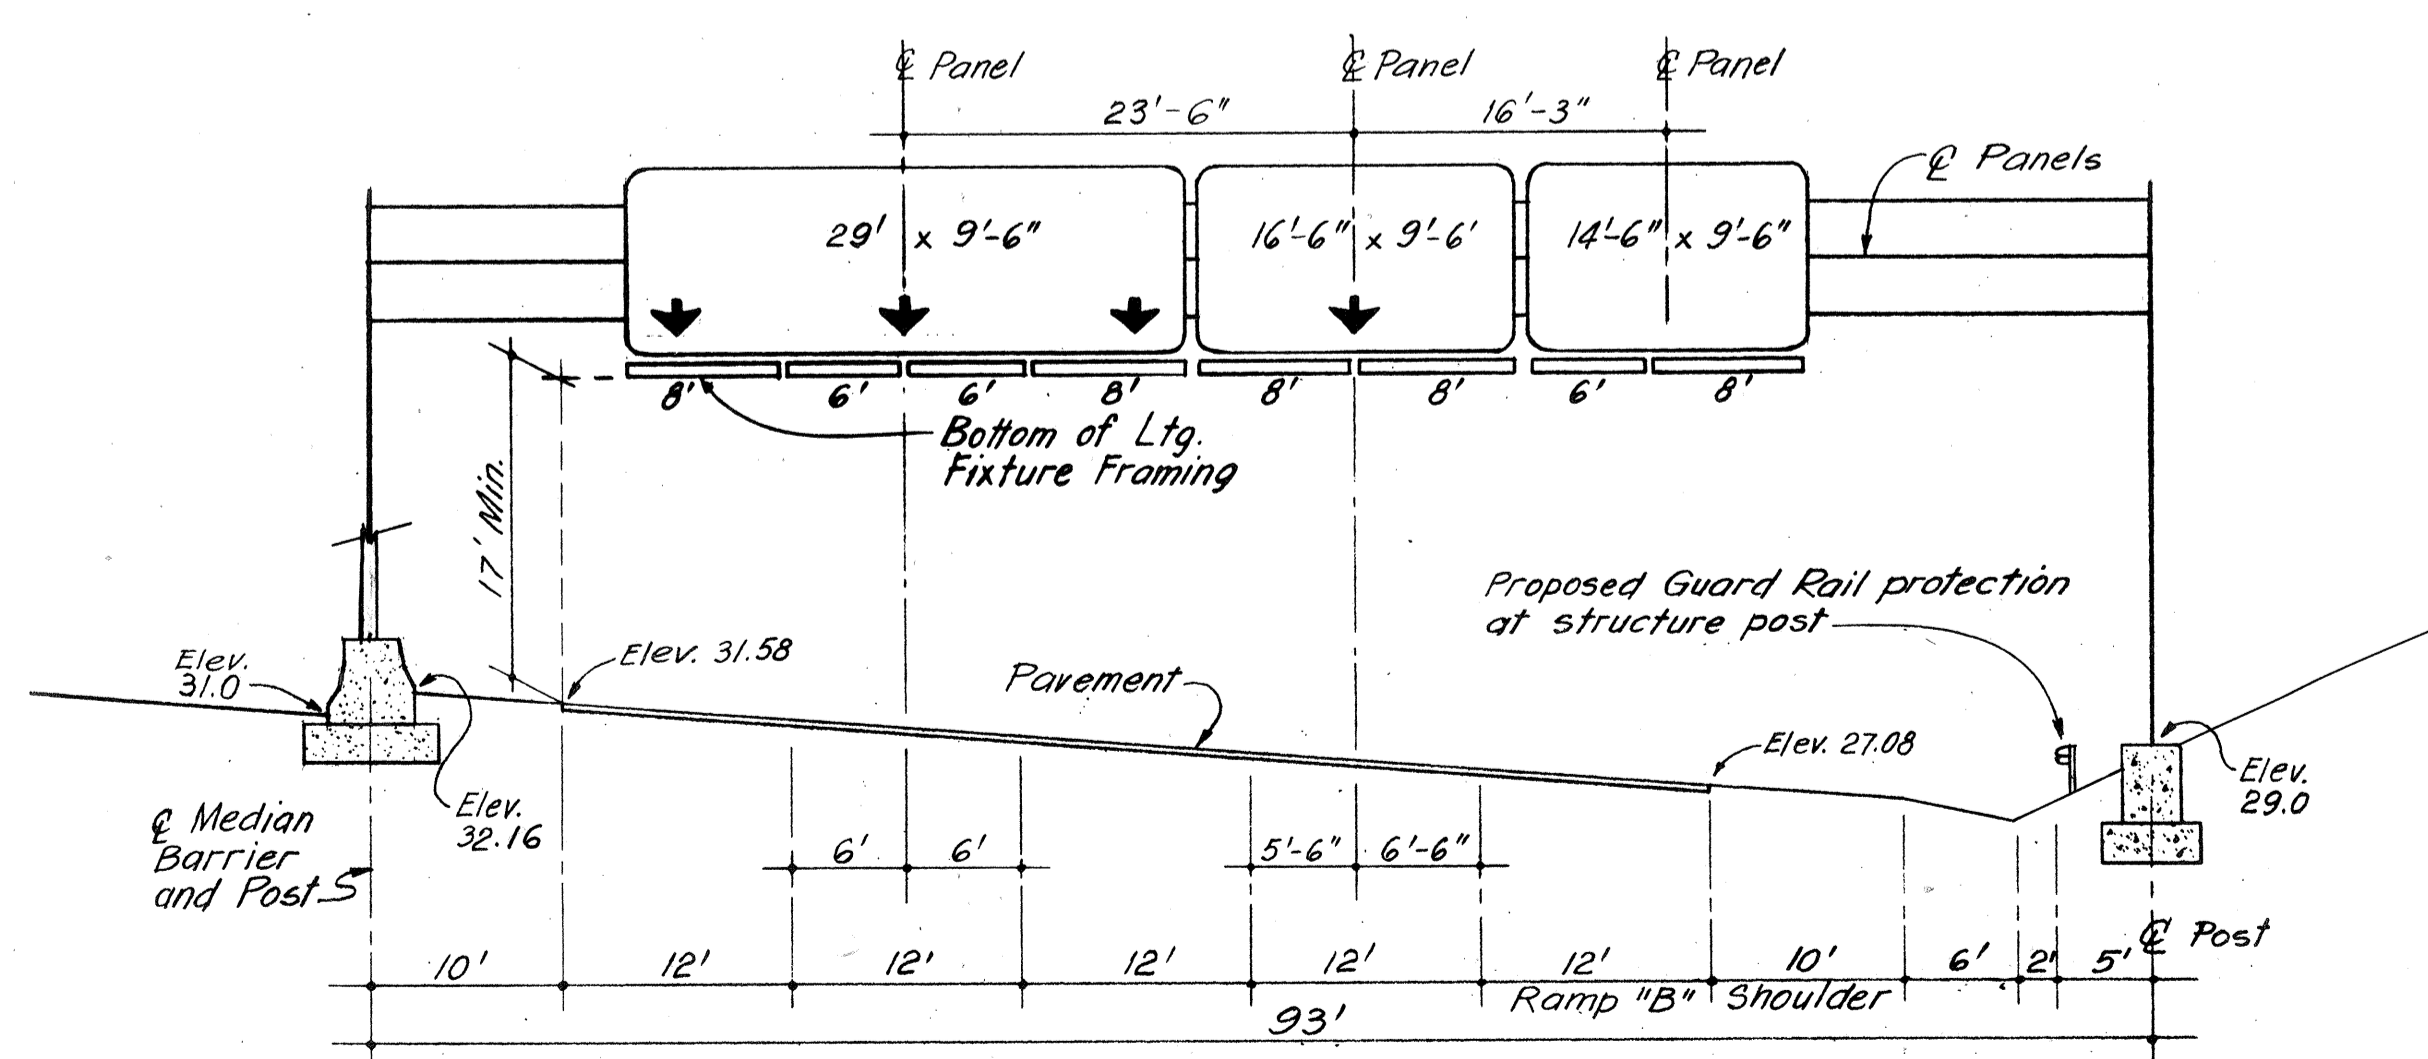 ℄ Panel
℄ Panel
℄ Panel
23'-6"
16'-3"
℄ Panels
29' x 9'-6"
16'-6" x 9'-6'
14'-6" x 9'-6"
8'
6'
6'
8'
8'
8'
6'
8'
Bottom of Ltg.
Fixture Framing
17' Min.
Proposed Guard Rail protection
at structure post
Elev.
31.0
Elev. 31.58
Pavement
Elev. 27.08
Elev.
29.0
Elev.
32.16
℄ Median
Barrier
and Post S
6'
6'
5'-6"
6'-6"
℄ Post
10'
12'
12'
12'
12'
12'
10'
6'
2'
5'
Ramp "B"
Shoulder
93'